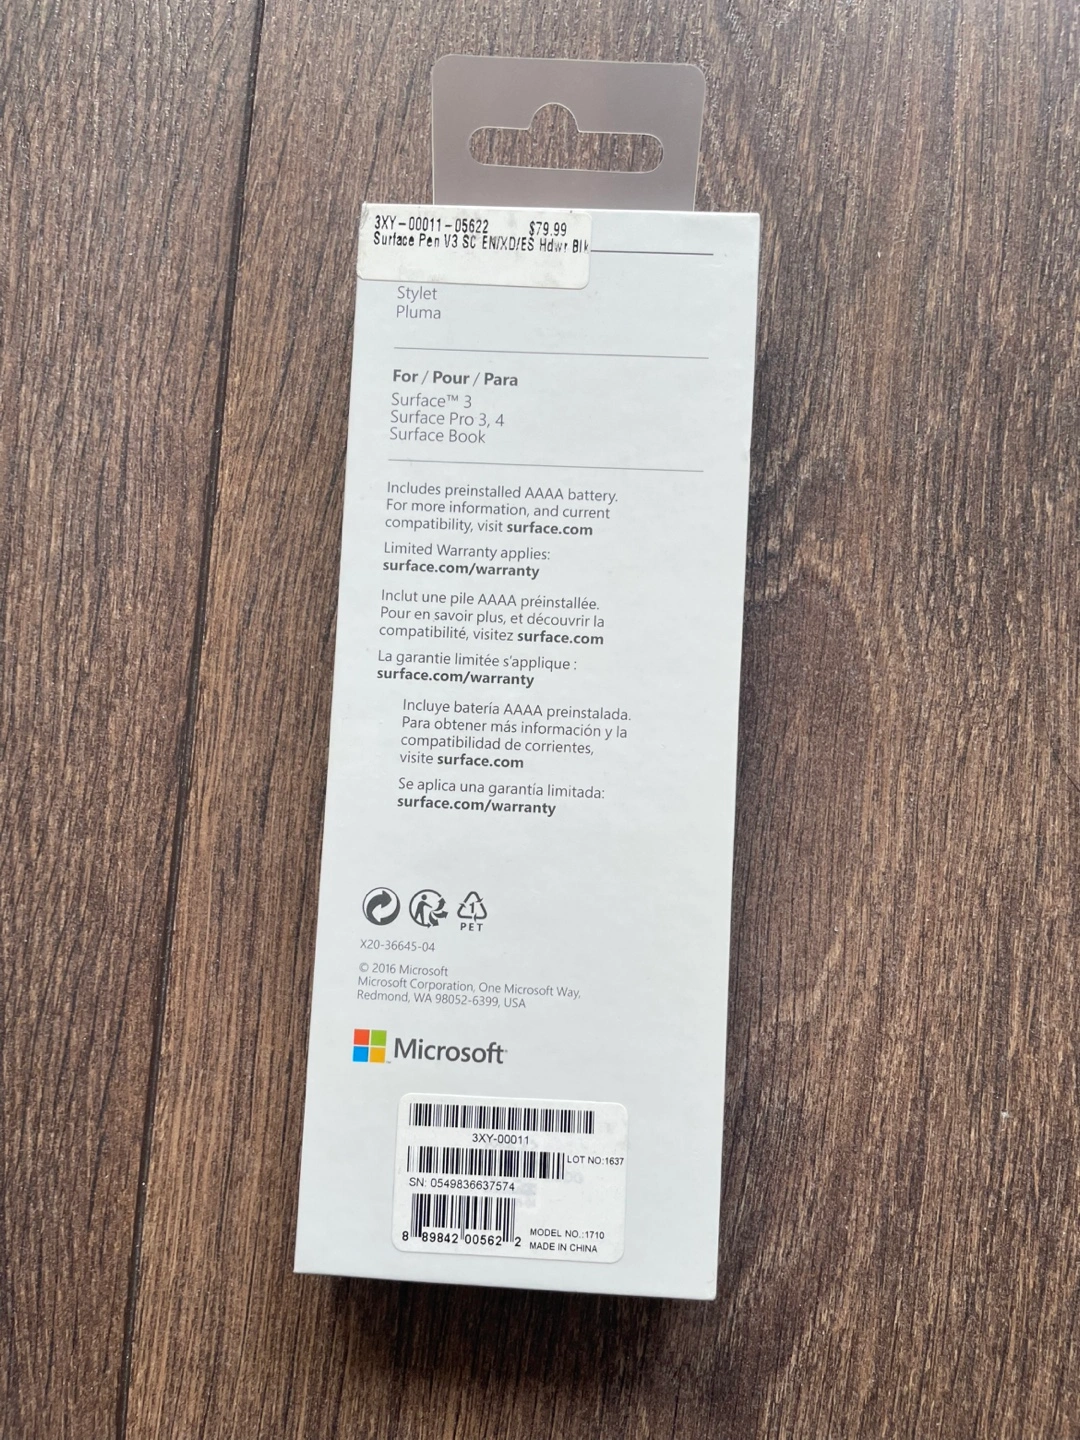 3XY-00011-05622 $79.99
Surface Pen V3 SC EN/XD/ES Hdwr Blk
Stylet
Pluma
For / Pour / Para
Surface™ 3
Surface Pro 3, 4
Surface Book
Includes preinstalled AAAA battery.
For more information, and current
compatibility, visit surface.com
Limited Warranty applies:
surface.com/warranty
Inclut une pile AAAA préinstallée.
Pour en savoir plus, et découvrir la
compatibilité, visitez surface.com
La garantie limitée s'applique :
surface.com/warranty
Incluye batería AAAA preinstalada.
Para obtener más información y la
compatibilidad de corrientes,
visite surface.com
Se aplica una garantía limitada:
surface.com/warranty
1
PET
X20-36645-04
© 2016 Microsoft
Microsoft Corporation, One Microsoft Way,
Redmond, WA 98052-6399, USA
Microsoft
3XY-00011
LOT NO:1637
SN: 0549836637574
8 89842 00562 2
MODEL NO.:1710
MADE IN CHINA